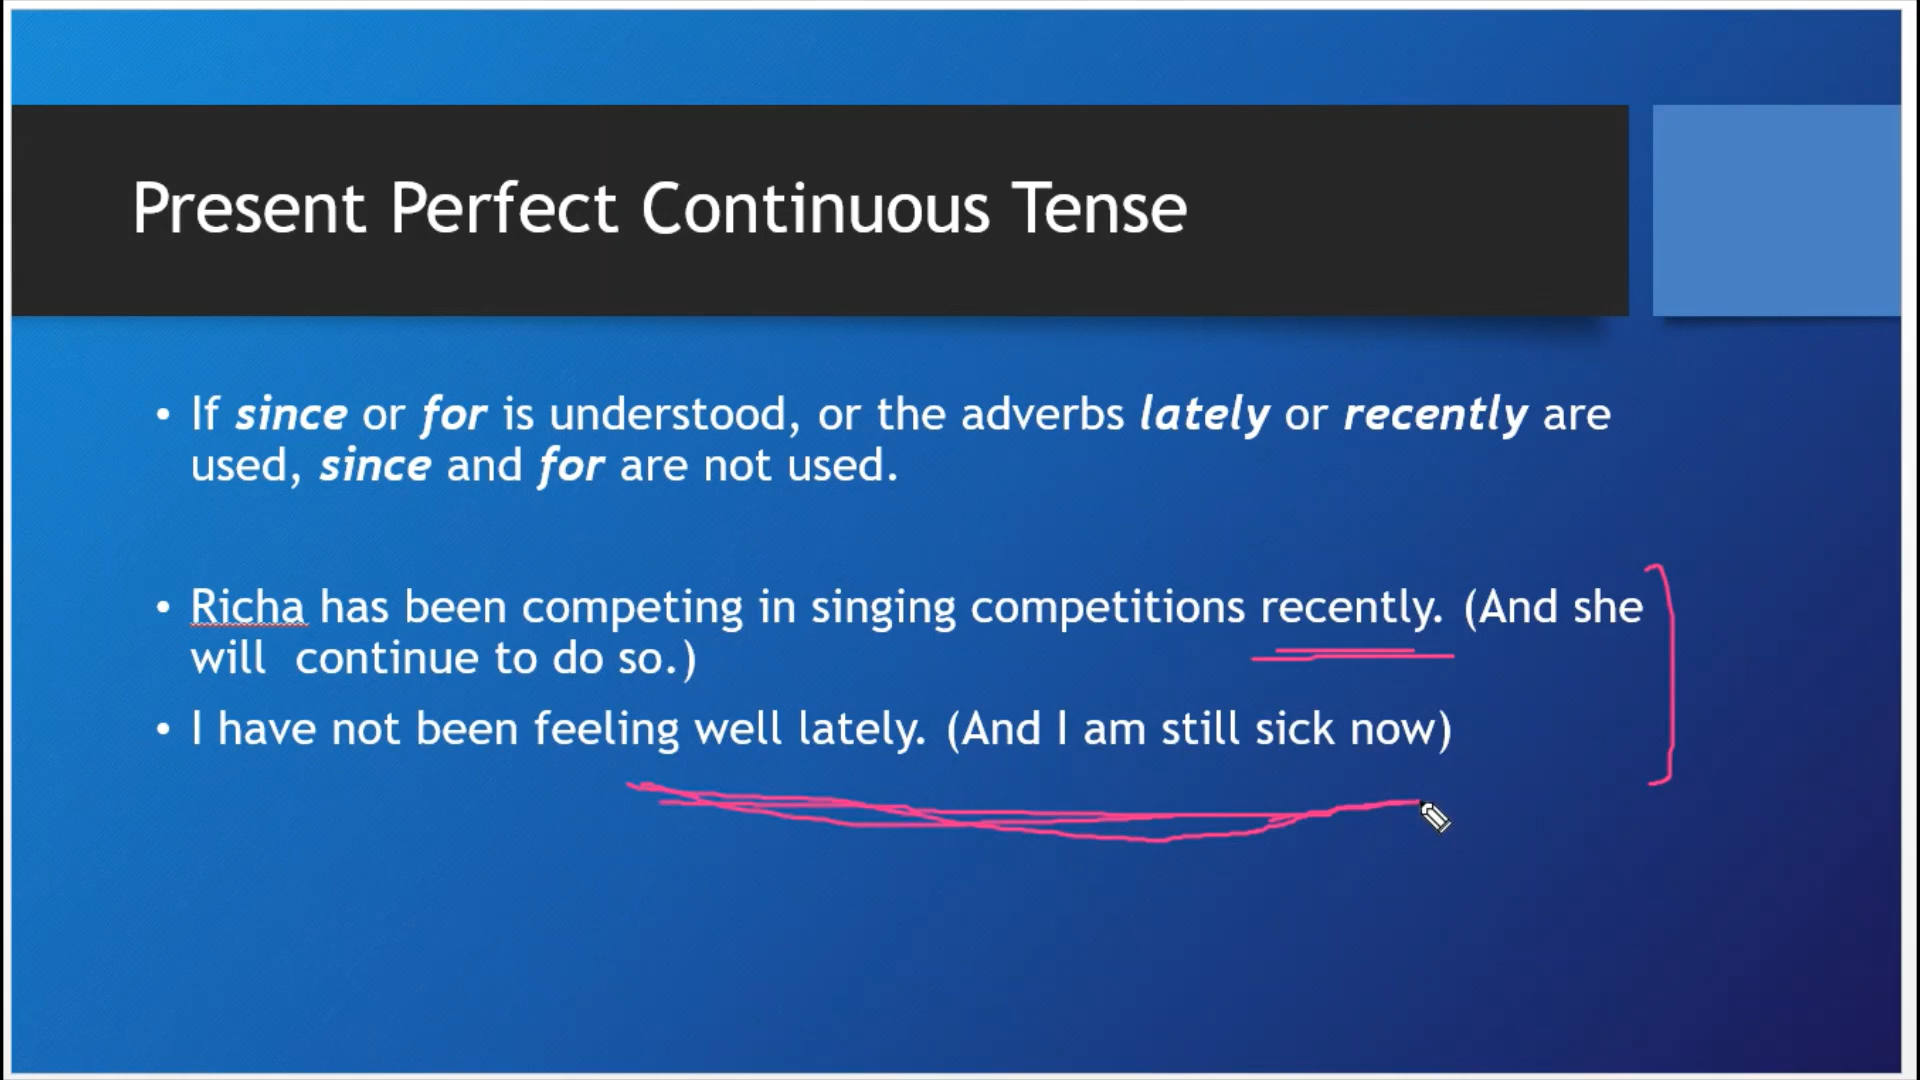 Present Perfect Continuous Tense
• If since or for is understood, or the adverbs lately or recently are
used, since and for are not used.
• Richa has been competing in singing competitions recently. (And she
will  continue to do so.)
• I have not been feeling well lately. (And I am still sick now)